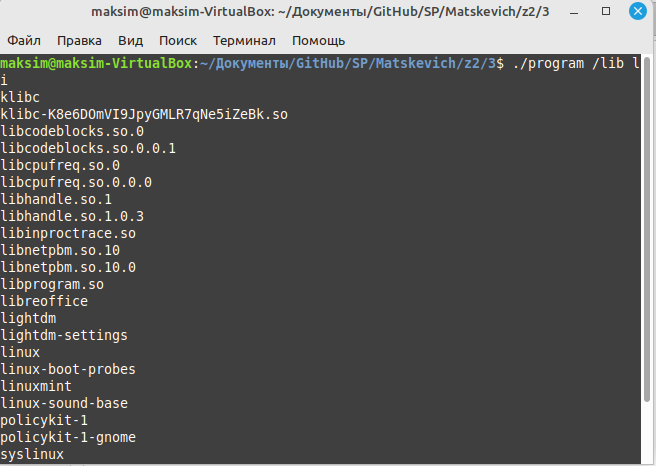 maksim@maksim-VirtualBox: ~/Документы/GitHub/SP/Matskevich/z2/3
Файл Правка Вид Поиск Терминал Помощь
maksim@maksim-VirtualBox:~/Документы/GitHub/SP/Matskevich/z2/3$ ./program /lib l
i
klibc
klibc-K8e6DOmVI9JpyGMLR7qNe5iZeBk.so
libcodeblocks.so.0
libcodeblocks.so.0.0.1
libcpufreq.so.0
libcpufreq.so.0.0.0
libhandle.so.1
libhandle.so.1.0.3
libinproctrace.so
libnetpbm.so.10
libnetpbm.so.10.0
libprogram.so
libreoffice
lightdm
lightdm-settings
linux
linux-boot-probes
linuxmint
linux-sound-base
policykit-1
policykit-1-gnome
syslinux